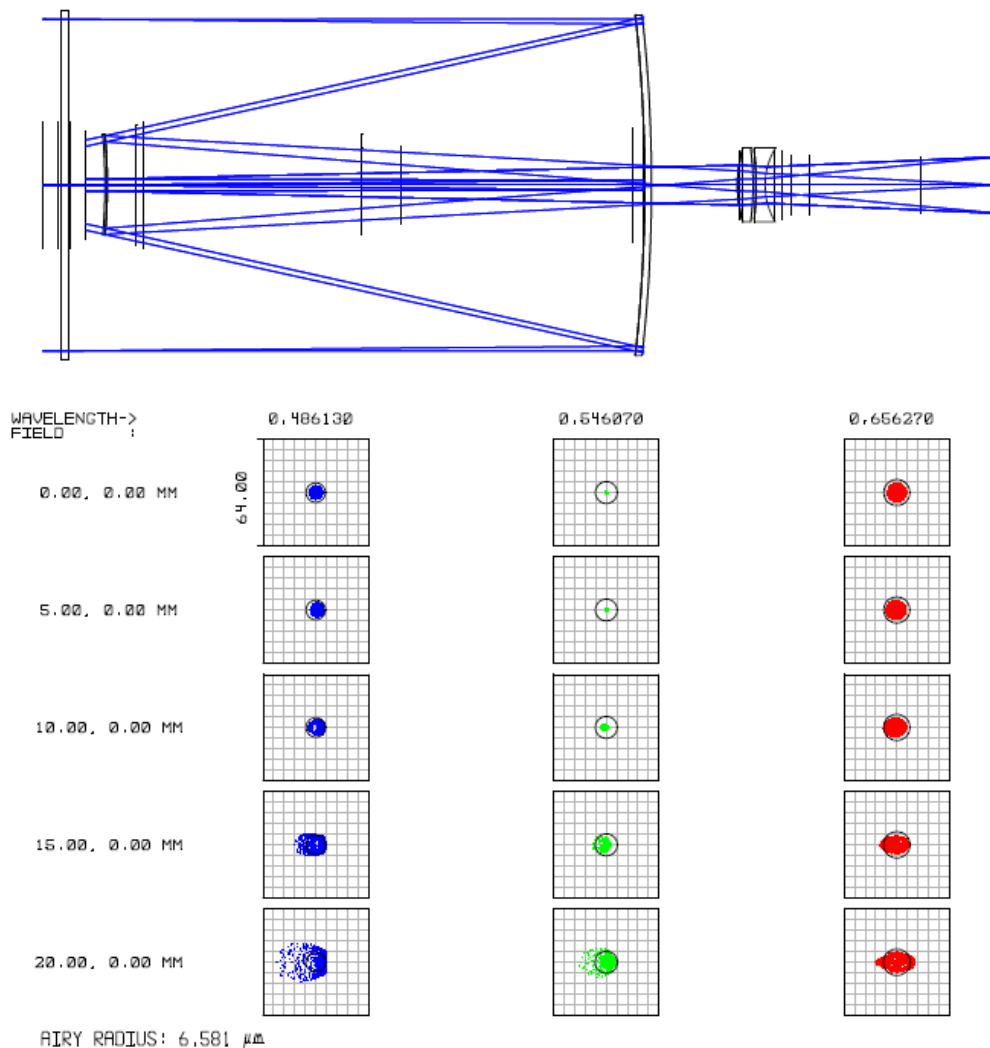 WAVELENGTH-> 0.486130 0.546070 0.656270
FIELD :
0.00, 0.00 MM
64.00
5.00, 0.00 MM
10.00, 0.00 MM
15.00, 0.00 MM
20.00, 0.00 MM
AIRY RADIUS: 6.581 µm